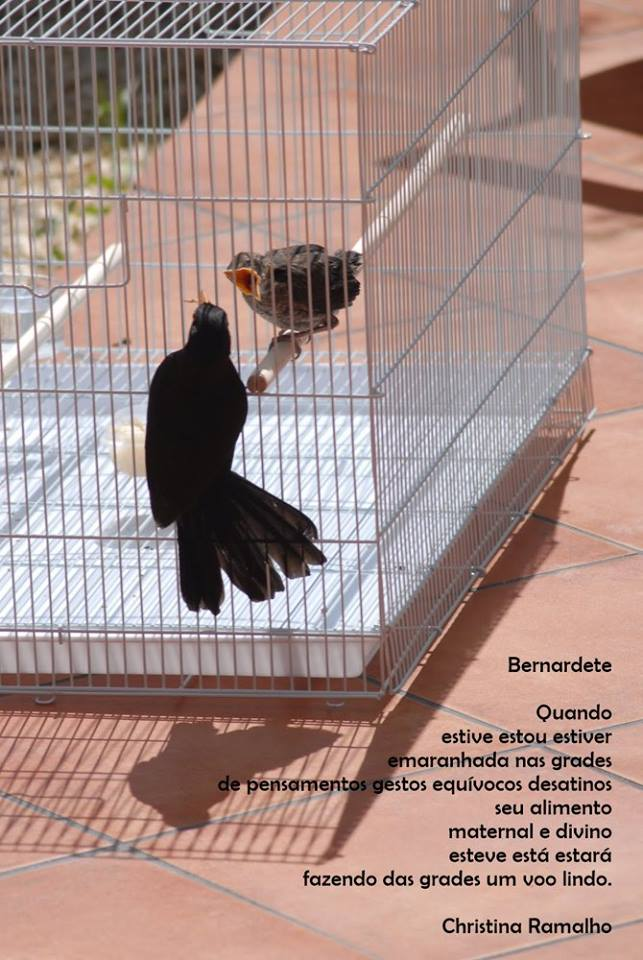 Bernardete
Quando
estive estou estiver
emaranhada nas grades
de pensamentos gestos equívocos desatinos
seu alimento
maternal e divino
esteve está estará
fazendo das grades um voo lindo.
Christina Ramalho